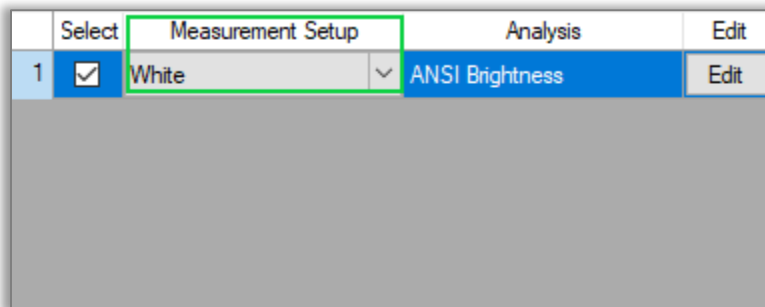 Select Measurement Setup Analysis Edit
1 White ANSI Brightness Edit